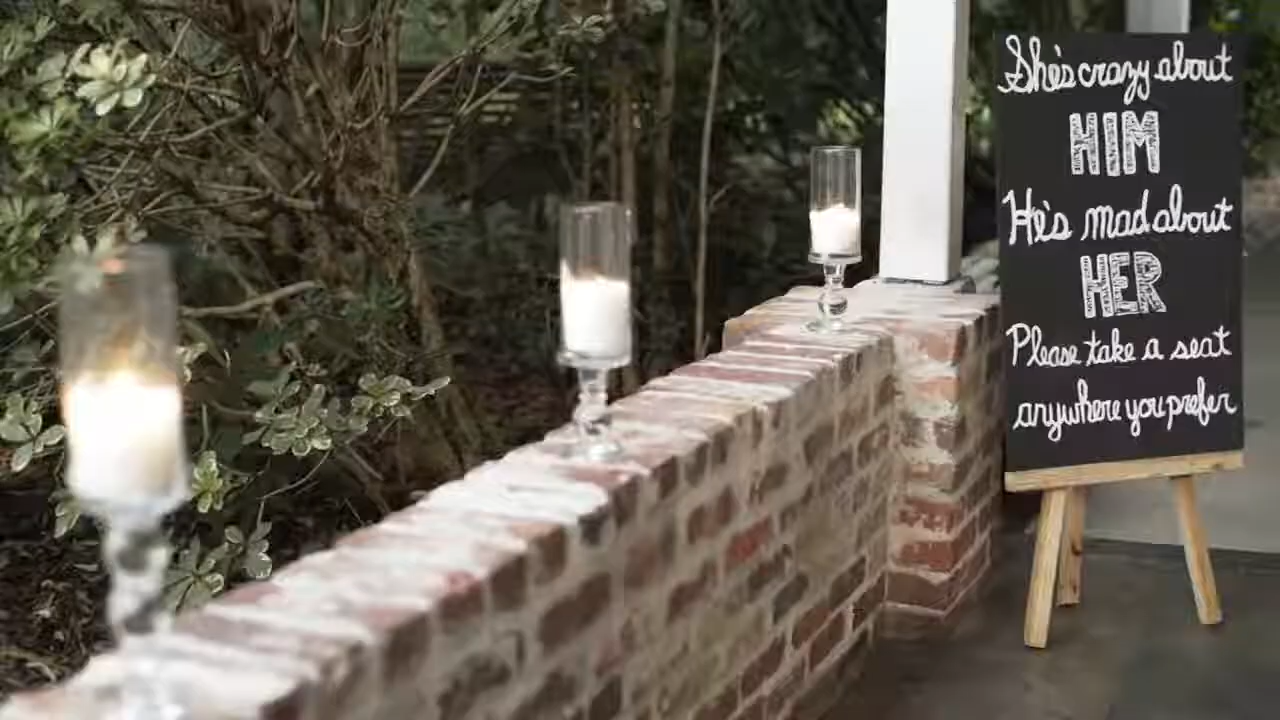 She's crazy about
HIM
He's mad about
HER
Please take a seat
anywhere you prefer